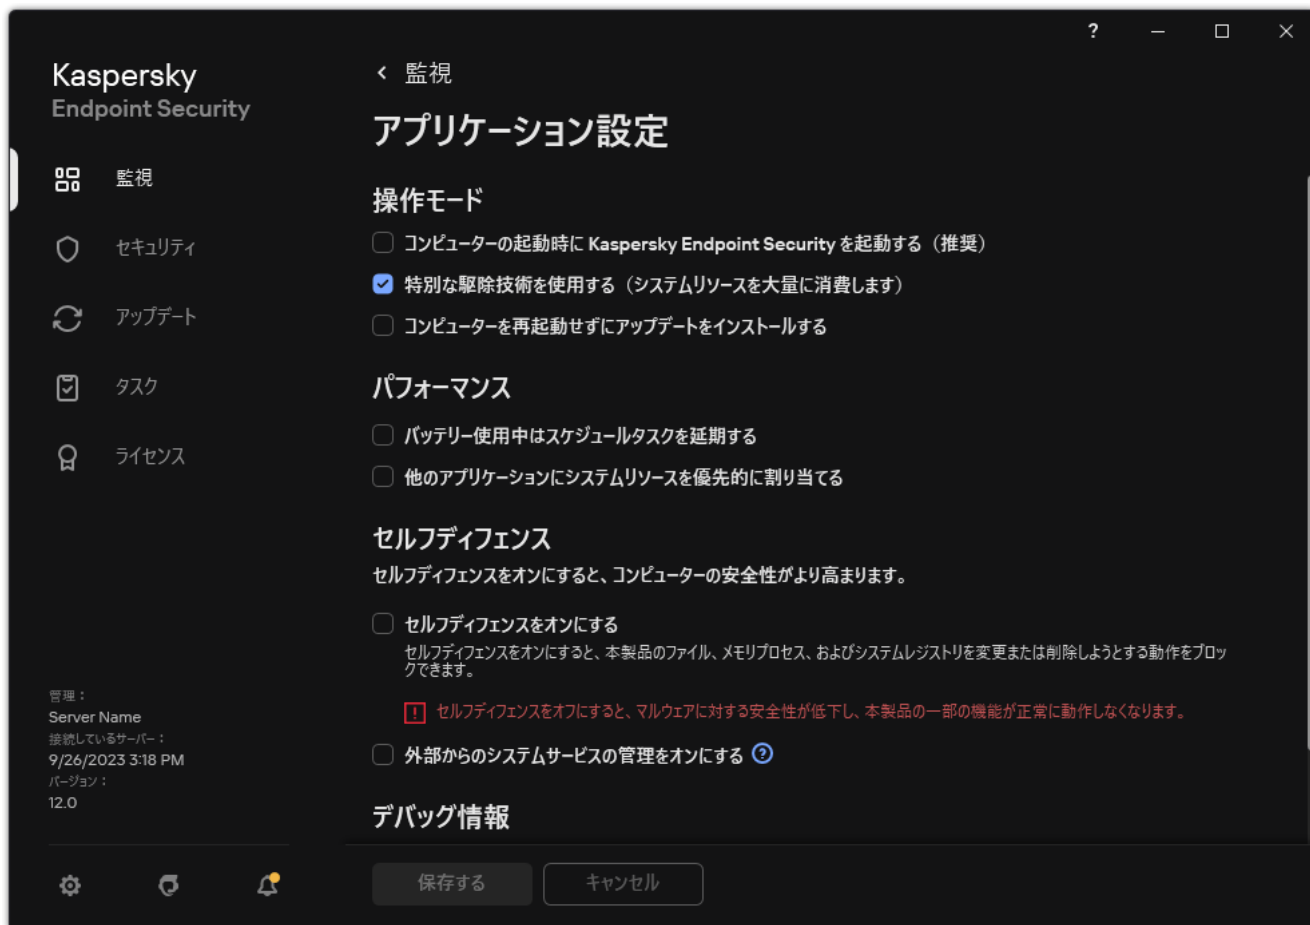 ?
Kaspersky
Endpoint Security
監視
セキュリティ
アップデート
タスク
ライセンス
管理：
Server Name
接続しているサーバー：
9/26/2023 3:18 PM
バージョン：
12.0
監視
アプリケーション設定
操作モード
コンピューターの起動時に Kaspersky Endpoint Security を起動する（推奨）
特別な駆除技術を使用する（システムリソースを大量に消費します）
コンピューターを再起動せずにアップデートをインストールする
パフォーマンス
バッテリー使用中はスケジュールタスクを延期する
他のアプリケーションにシステムリソースを優先的に割り当てる
セルフディフェンス
セルフディフェンスをオンにすると、コンピューターの安全性がより高まります。
セルフディフェンスをオンにする
セルフディフェンスをオンにすると、本製品のファイル、メモリプロセス、およびシステムレジストリを変更または削除しようとする動作をブロッ
クできます。
セルフディフェンスをオフにすると、マルウェアに対する安全性が低下し、本製品の一部の機能が正常に動作しなくなります。
外部からのシステムサービスの管理をオンにする ?
デバッグ情報
保存する
キャンセル